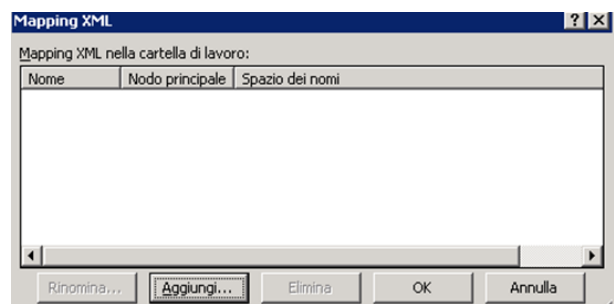 Mapping XML
Mapping XML nella cartella di lavoro:
Nome Nodo principale Spazio dei nomi
Rinomina... Aggiungi... Elimina OK Annulla